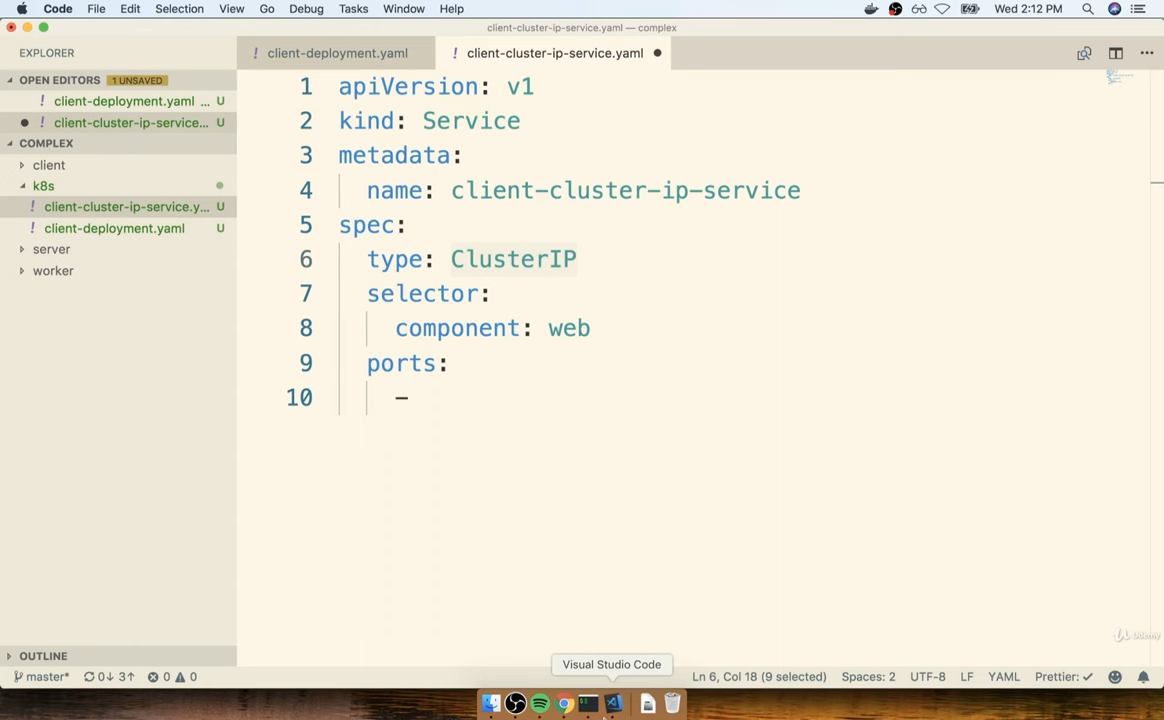 Code File Edit Selection View Go Debug Tasks Window Help Wed 2:12 PM
client-cluster-ip-service.yaml — complex
EXPLORER ! client-deployment.yaml ! client-cluster-ip-service.yaml ●
OPEN EDITORS 1 UNSAVED
! client-deployment.yaml ... U
● ! client-cluster-ip-service... U
COMPLEX
client
k8s
! client-cluster-ip-service.y... U
! client-deployment.yaml U
server
worker
1 apiVersion: v1
2 kind: Service
3 metadata:
4 name: client-cluster-ip-service
5 spec:
6 type: ClusterIP
7 selector:
8 component: web
9 ports:
10 -
Udemy
OUTLINE
Visual Studio Code
master* 0↓ 3↑ 0 0 Ln 6, Col 18 (9 selected) Spaces: 2 UTF-8 LF YAML Prettier: ✓